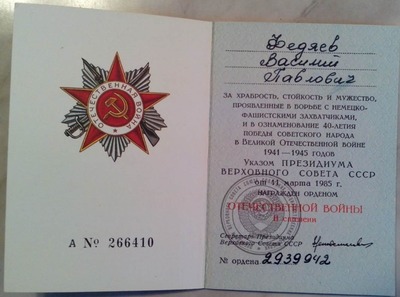 ОТЕЧЕСТВЕННАЯ ВОЙНА
А № 266410
Федяев
Василий
Павлович
ЗА ХРАБРОСТЬ, СТОЙКОСТЬ И МУЖЕСТВО,
ПРОЯВЛЕННЫЕ В БОРЬБЕ С НЕМЕЦКО-
ФАШИСТСКИМИ ЗАХВАТЧИКАМИ,
И В ОЗНАМЕНОВАНИЕ 40-ЛЕТИЯ
ПОБЕДЫ СОВЕТСКОГО НАРОДА
В ВЕЛИКОЙ ОТЕЧЕСТВЕННОЙ ВОЙНЕ
1941—1945 ГОДОВ
Указом ПРЕЗИДИУМА
ВЕРХОВНОГО СОВЕТА СССР
от 11 марта 1985 г.
НАГРАЖДЕН ОРДЕНОМ
ОТЕЧЕСТВЕННОЙ ВОЙНЫ
II степени
Секретарь Президиума
Верховного Совета СССР
№ ордена 2939942